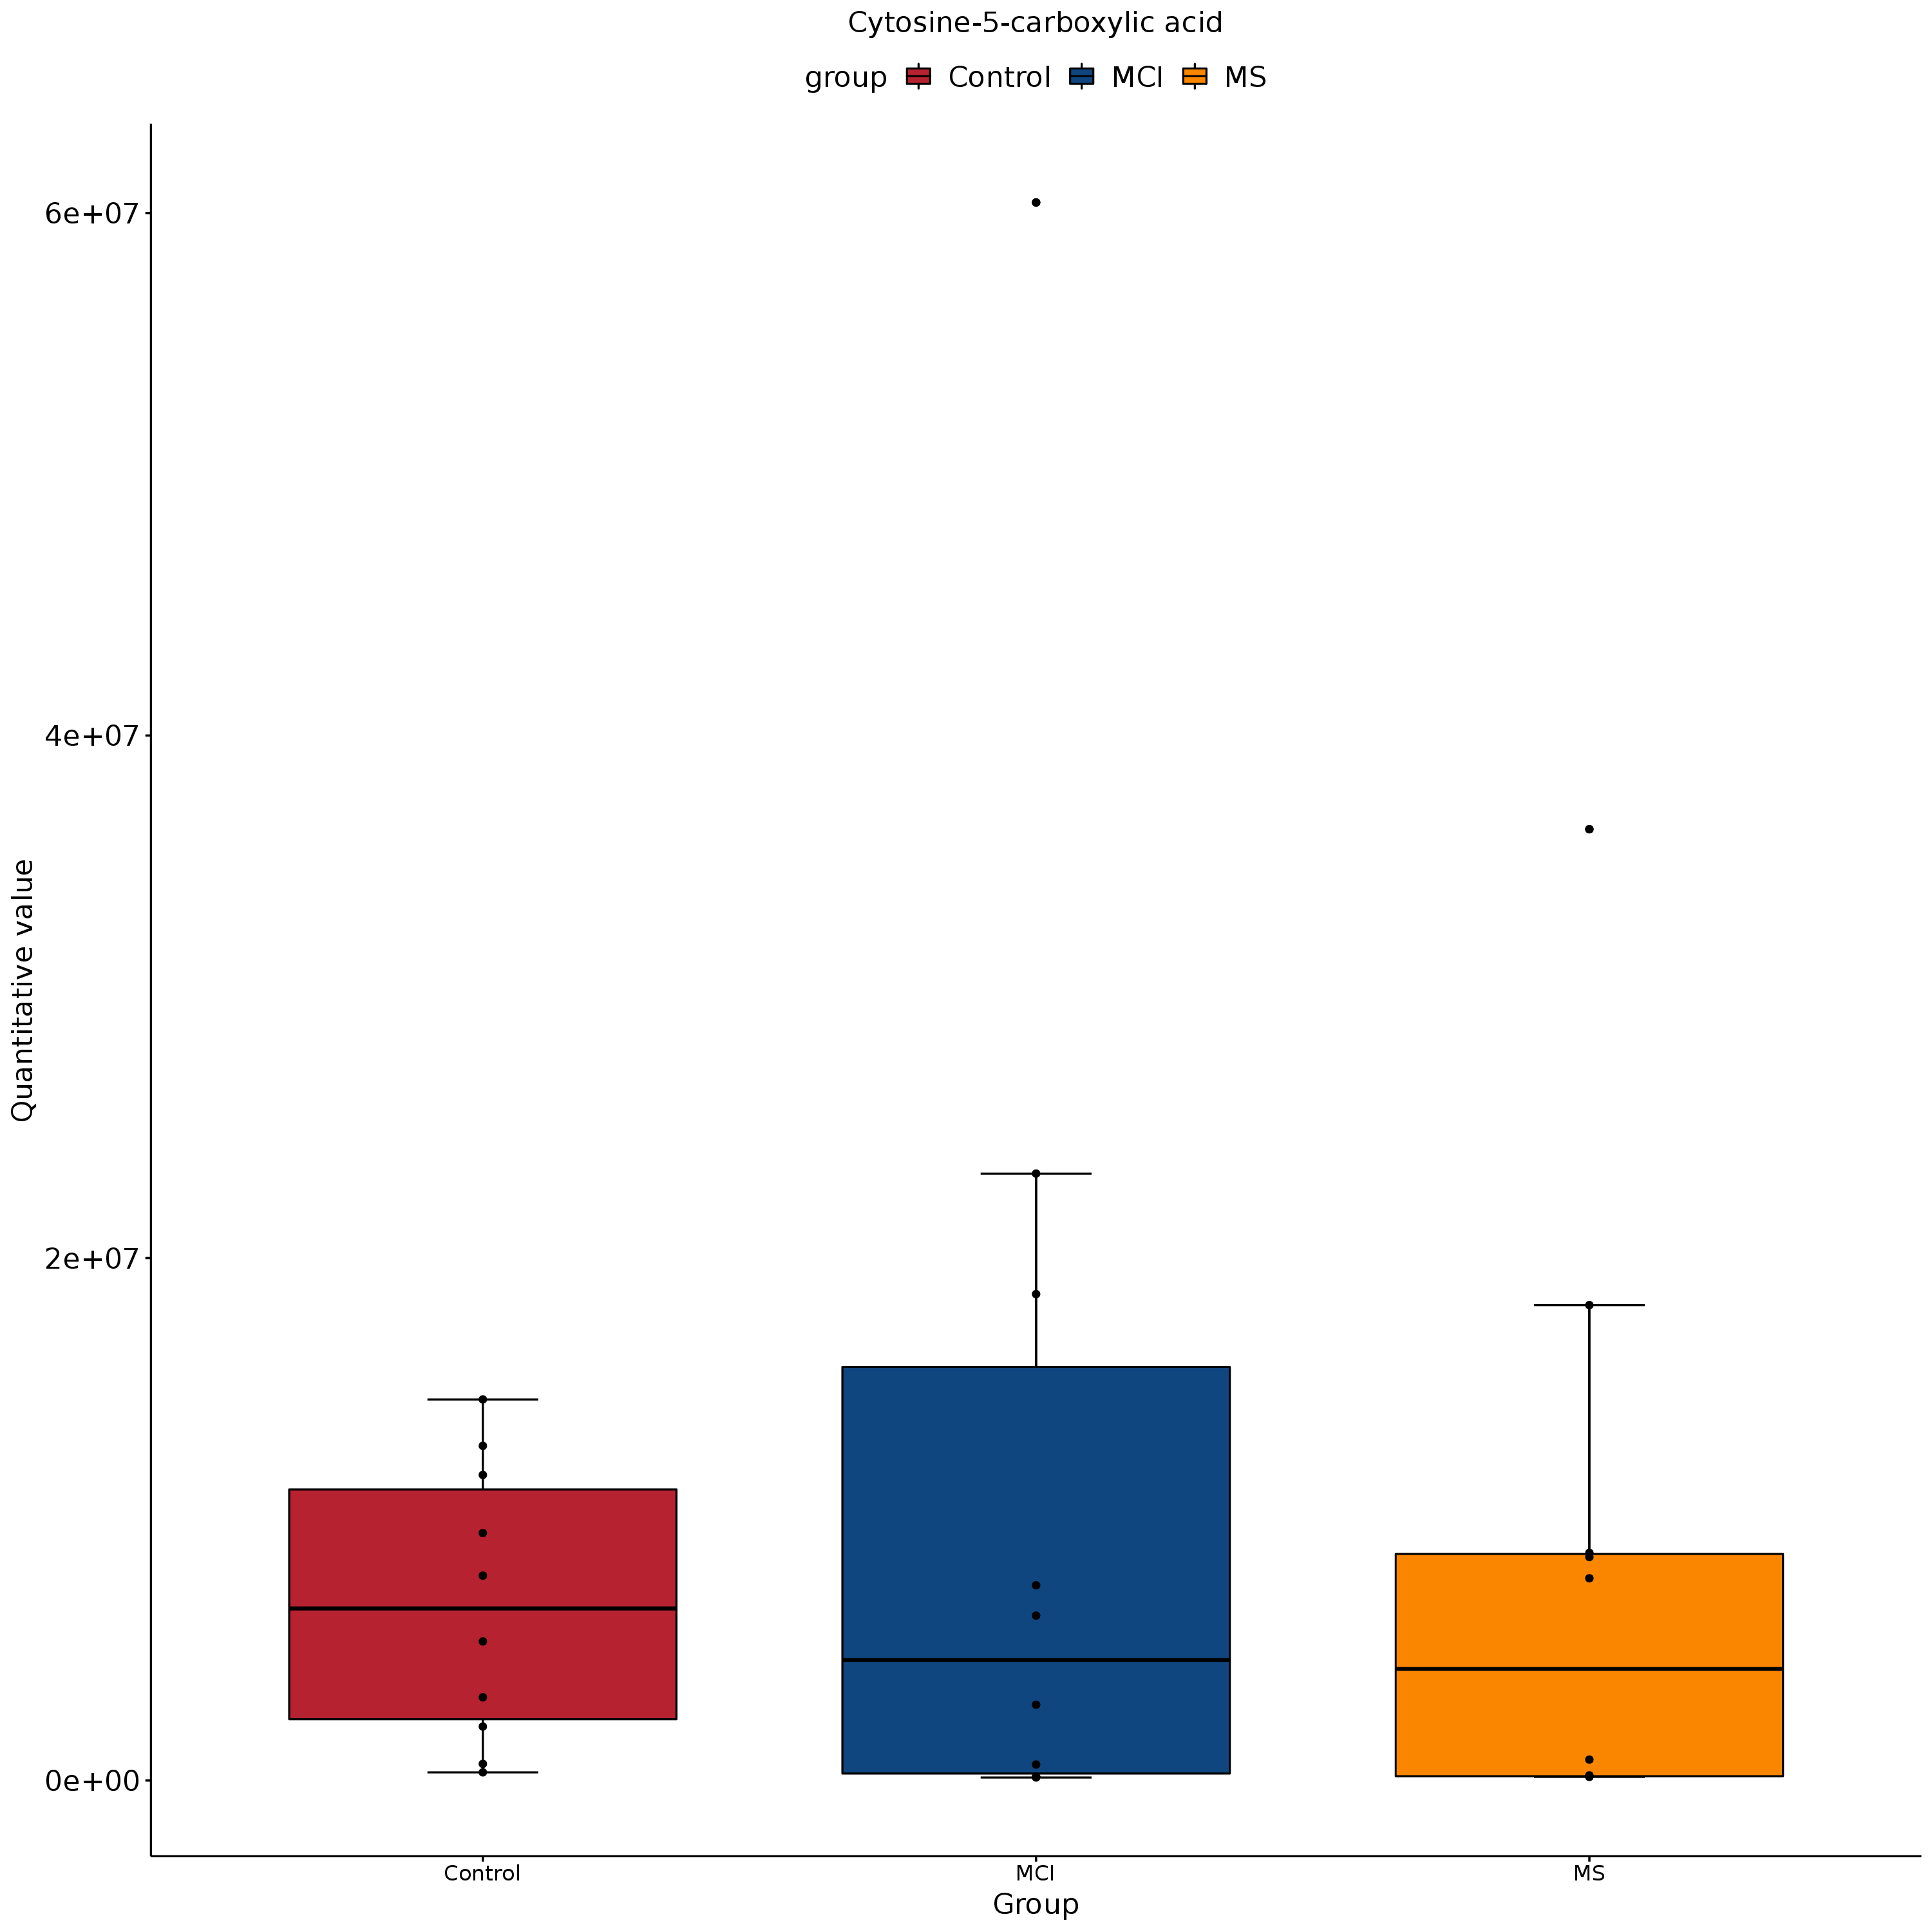 Cytosine-5-carboxylic acid
group Control MCI MS
6e+07
4e+07
2e+07
0e+00
Quantitative value
Control MCI MS
Group